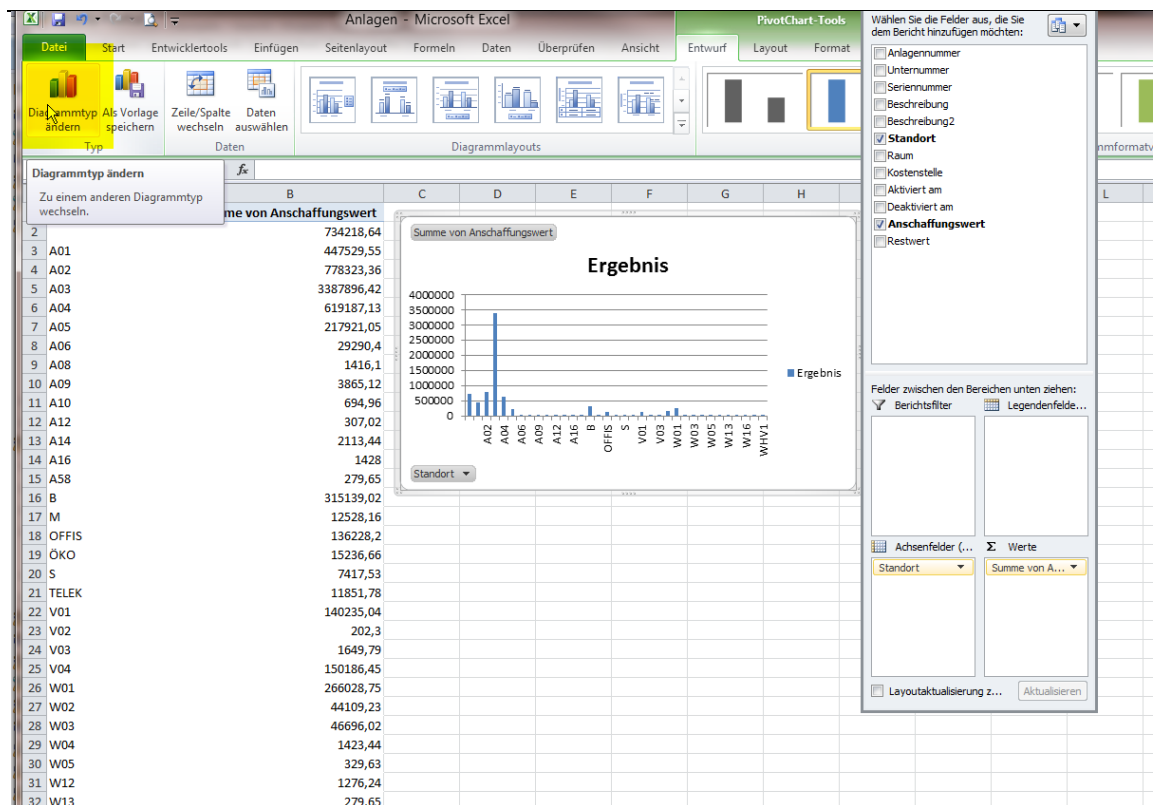 Anlagen - Microsoft Excel
PivotChart-Tools
Datei Start Entwicklertools Einfügen Seitenlayout Formeln Daten Überprüfen Ansicht Entwurf Layout Format
Diagrammtyp ändern
Als Vorlage speichern
Zeile/Spalte wechseln
Daten auswählen
Typ
Daten
Diagrammlayouts
Diagrammtyp ändern
Zu einem anderen Diagrammtyp
wechseln.
fx
B C D E F G H L
me von Anschaffungswert
2 734218,64
3 A01 447529,55
4 A02 778323,36
5 A03 3387896,42
6 A04 619187,13
7 A05 217921,05
8 A06 29290,4
9 A08 1416,1
10 A09 3865,12
11 A10 694,96
12 A12 307,02
13 A14 2113,44
14 A16 1428
15 A58 279,65
16 B 315139,02
17 M 12528,16
18 OFFIS 136228,2
19 ÖKO 15236,66
20 S 7417,53
21 TELEK 11851,78
22 V01 140235,04
23 V02 202,3
24 V03 1649,79
25 V04 150186,45
26 W01 266028,75
27 W02 44109,23
28 W03 46696,02
29 W04 1423,44
30 W05 329,63
31 W12 1276,24
32 W13 279,65
Summe von Anschaffungswert
Ergebnis
4000000
3500000
3000000
2500000
2000000
1500000
1000000
500000
0
A02 A04 A06 A09 A12 A16 B OFFIS S V01 V03 W01 W03 W05 W13 W16 WHV1
Ergebnis
Standort
Wählen Sie die Felder aus, die Sie
dem Bericht hinzufügen möchten:
Anlagennummer
Unternummer
Seriennummer
Beschreibung
Beschreibung2
Standort
Raum
Kostenstelle
Aktiviert am
Deaktiviert am
Anschaffungswert
Restwert
Felder zwischen den Bereichen unten ziehen:
Berichtsfilter
Legendenfelde...
Achsenfelder (...
Σ Werte
Standort
Summe von A...
Layoutaktualisierung z...
Aktualisieren